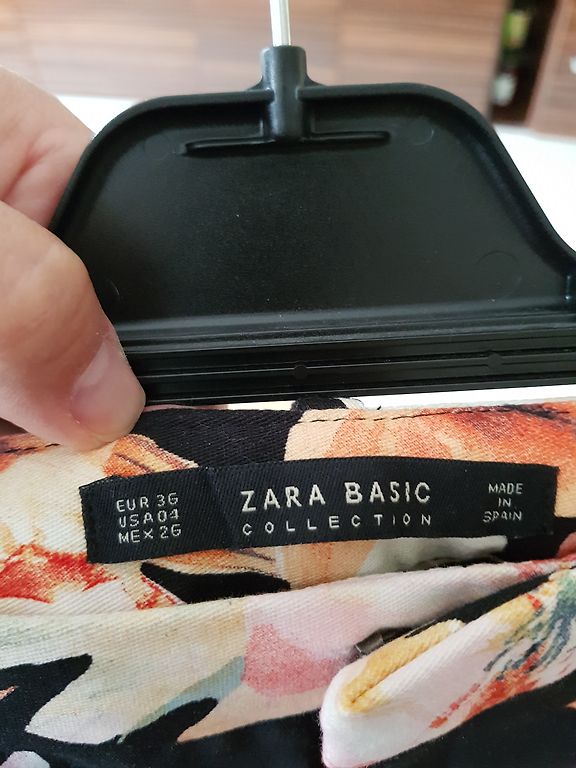 EUR 36
USA 04
MEX 26
ZARA BASIC
COLLECTION
MADE
IN
SPAIN